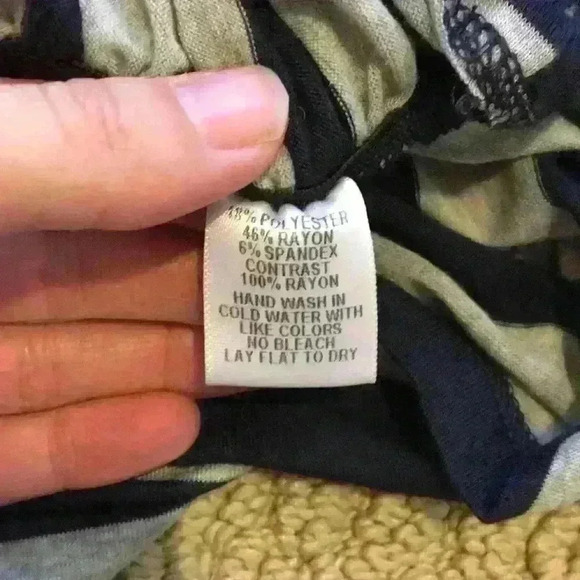 48% POLYESTER
46% RAYON
6% SPANDEX
CONTRAST
100% RAYON
HAND WASH IN
COLD WATER WITH
LIKE COLORS
NO BLEACH
LAY FLAT TO DRY